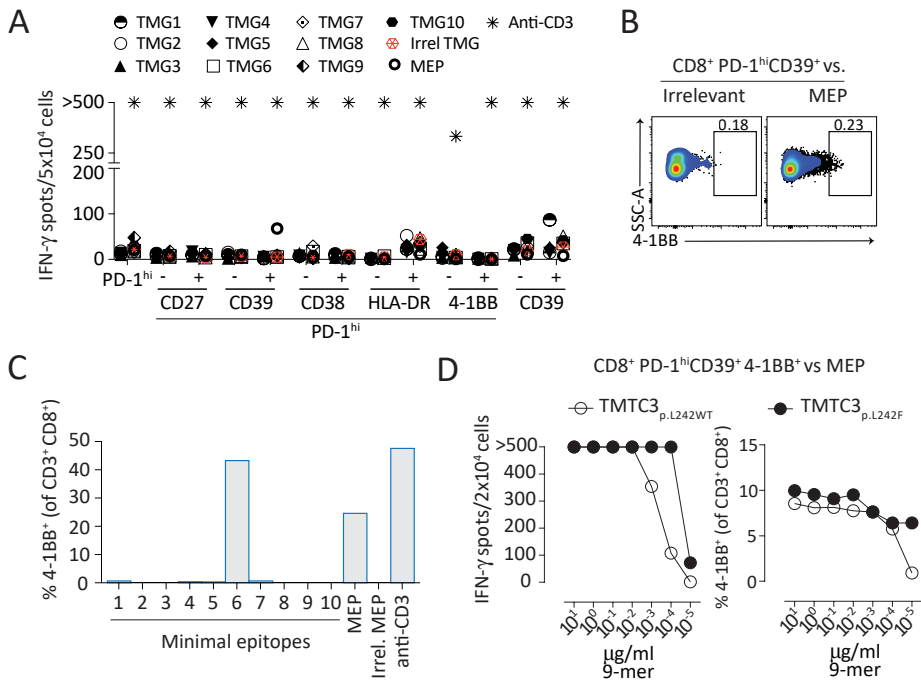 A
TMG1 TMG4 TMG7 TMG10 Anti-CD3
TMG2 TMG5 TMG8 Irrel TMG
TMG3 TMG6 TMG9 MEP
IFN-γ spots/5x10⁴ cells
>500
250
100
50
0
PD-1ʰⁱ - + - + - + - + - + - +
CD27 CD39 CD38 HLA-DR 4-1BB CD39
PD-1ʰⁱ
B
CD8⁺ PD-1ʰⁱCD39⁺ vs.
Irrelevant MEP
0.18 0.23
SSC-A
4-1BB
C
% 4-1BB⁺ (of CD3⁺ CD8⁺)
50
40
30
20
10
0
1 2 3 4 5 6 7 8 9 10 MEP Irrel. MEP anti-CD3
Minimal epitopes
D
CD8⁺ PD-1ʰⁱCD39⁺ 4-1BB⁺ vs MEP
TMTC3p.L242WT TMTC3p.L242F
IFN-γ spots/2x10⁴ cells
>500
400
300
200
100
0
10¹ 10⁰ 10⁻¹ 10⁻² 10⁻³ 10⁻⁴ 10⁻⁵
μg/ml
9-mer
% 4-1BB⁺ (of CD3⁺ CD8⁺)
15
10
5
0
10¹ 10⁰ 10⁻¹ 10⁻² 10⁻³ 10⁻⁴ 10⁻⁵
μg/ml
9-mer